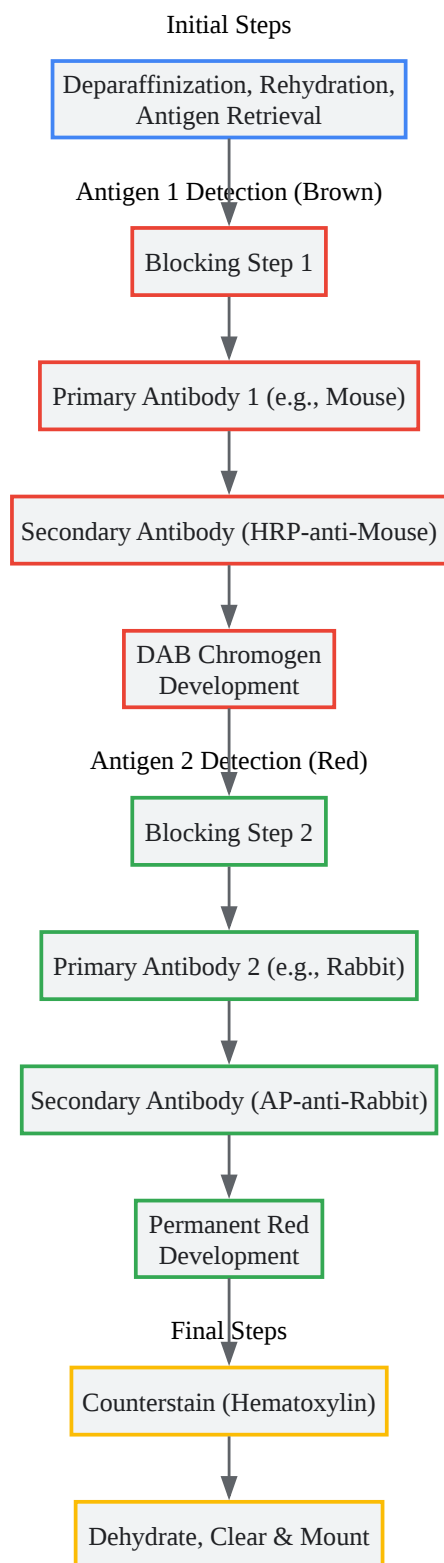 Initial Steps
Deparaffinization, Rehydration,
Antigen Retrieval
Antigen 1 Detection (Brown)
Blocking Step 1
Primary Antibody 1 (e.g., Mouse)
Secondary Antibody (HRP-anti-Mouse)
DAB Chromogen
Development
Antigen 2 Detection (Red)
Blocking Step 2
Primary Antibody 2 (e.g., Rabbit)
Secondary Antibody (AP-anti-Rabbit)
Permanent Red
Development
Final Steps
Counterstain (Hematoxylin)
Dehydrate, Clear & Mount